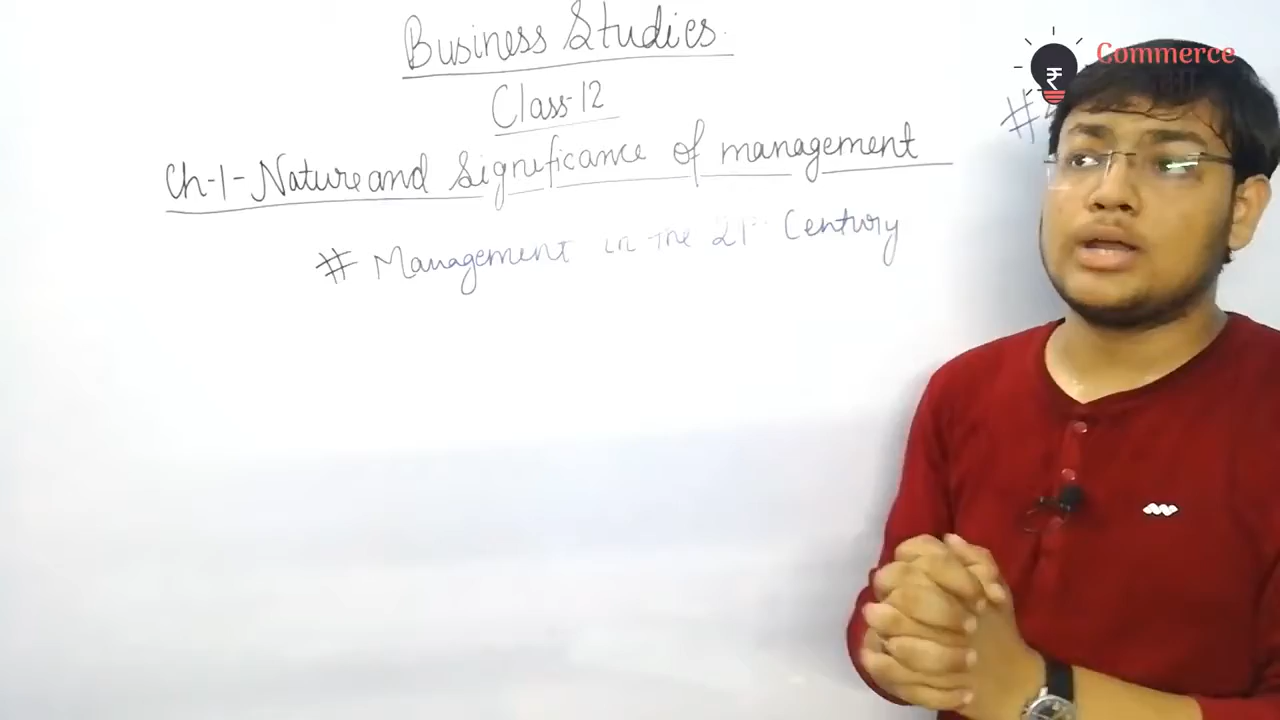 Business Studies
Class-12
Ch-1-Nature and Significance of management
# Management in the 21st Century
Commerce
₹
#